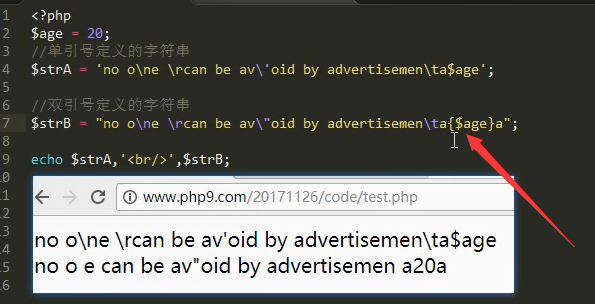 1 <?php
2 $age = 20;
3 //单引号定义的字符串
4 $strA = 'no o\ne \rcan be av\'oid by advertisemen\ta$age';
5
6 //双引号定义的字符串
7 $strB = "no o\ne \rcan be av\"oid by advertisemen\ta{$age}a";
8
9 echo $strA,'<br/>',$strB;
10
11 www.php9.com/20171126/code/test.php
12
13 no o\ne \rcan be av'oid by advertisemen\ta$age
14 no o e can be av"oid by advertisemen a20a
15
16